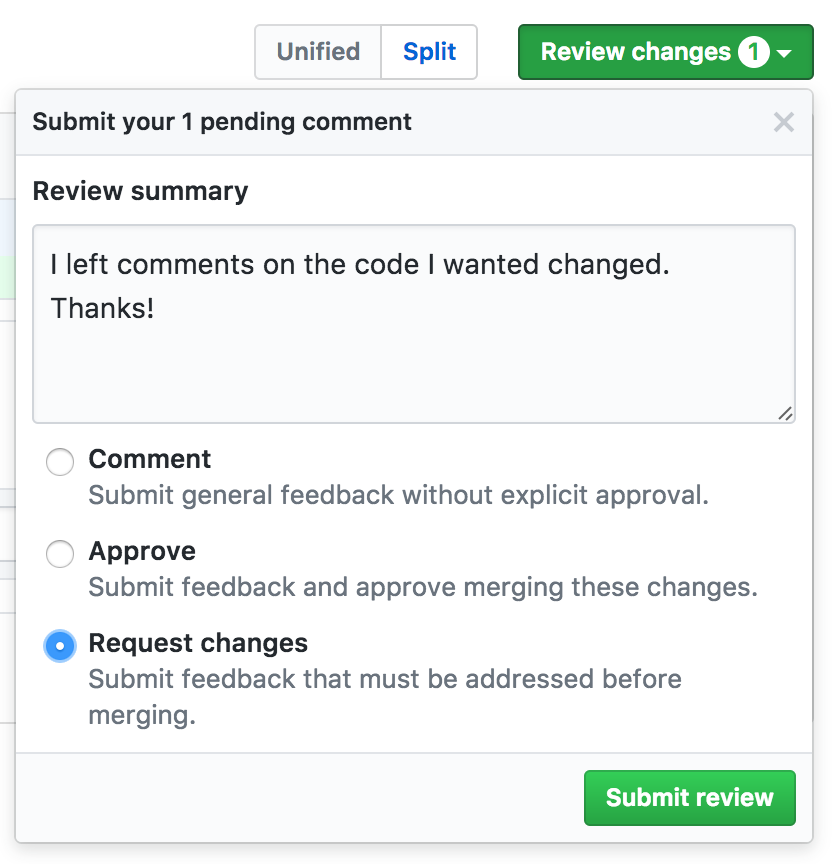 Unified Split Review changes 1
Submit your 1 pending comment
Review summary
I left comments on the code I wanted changed.
Thanks!
Comment
Submit general feedback without explicit approval.
Approve
Submit feedback and approve merging these changes.
Request changes
Submit feedback that must be addressed before
merging.
Submit review